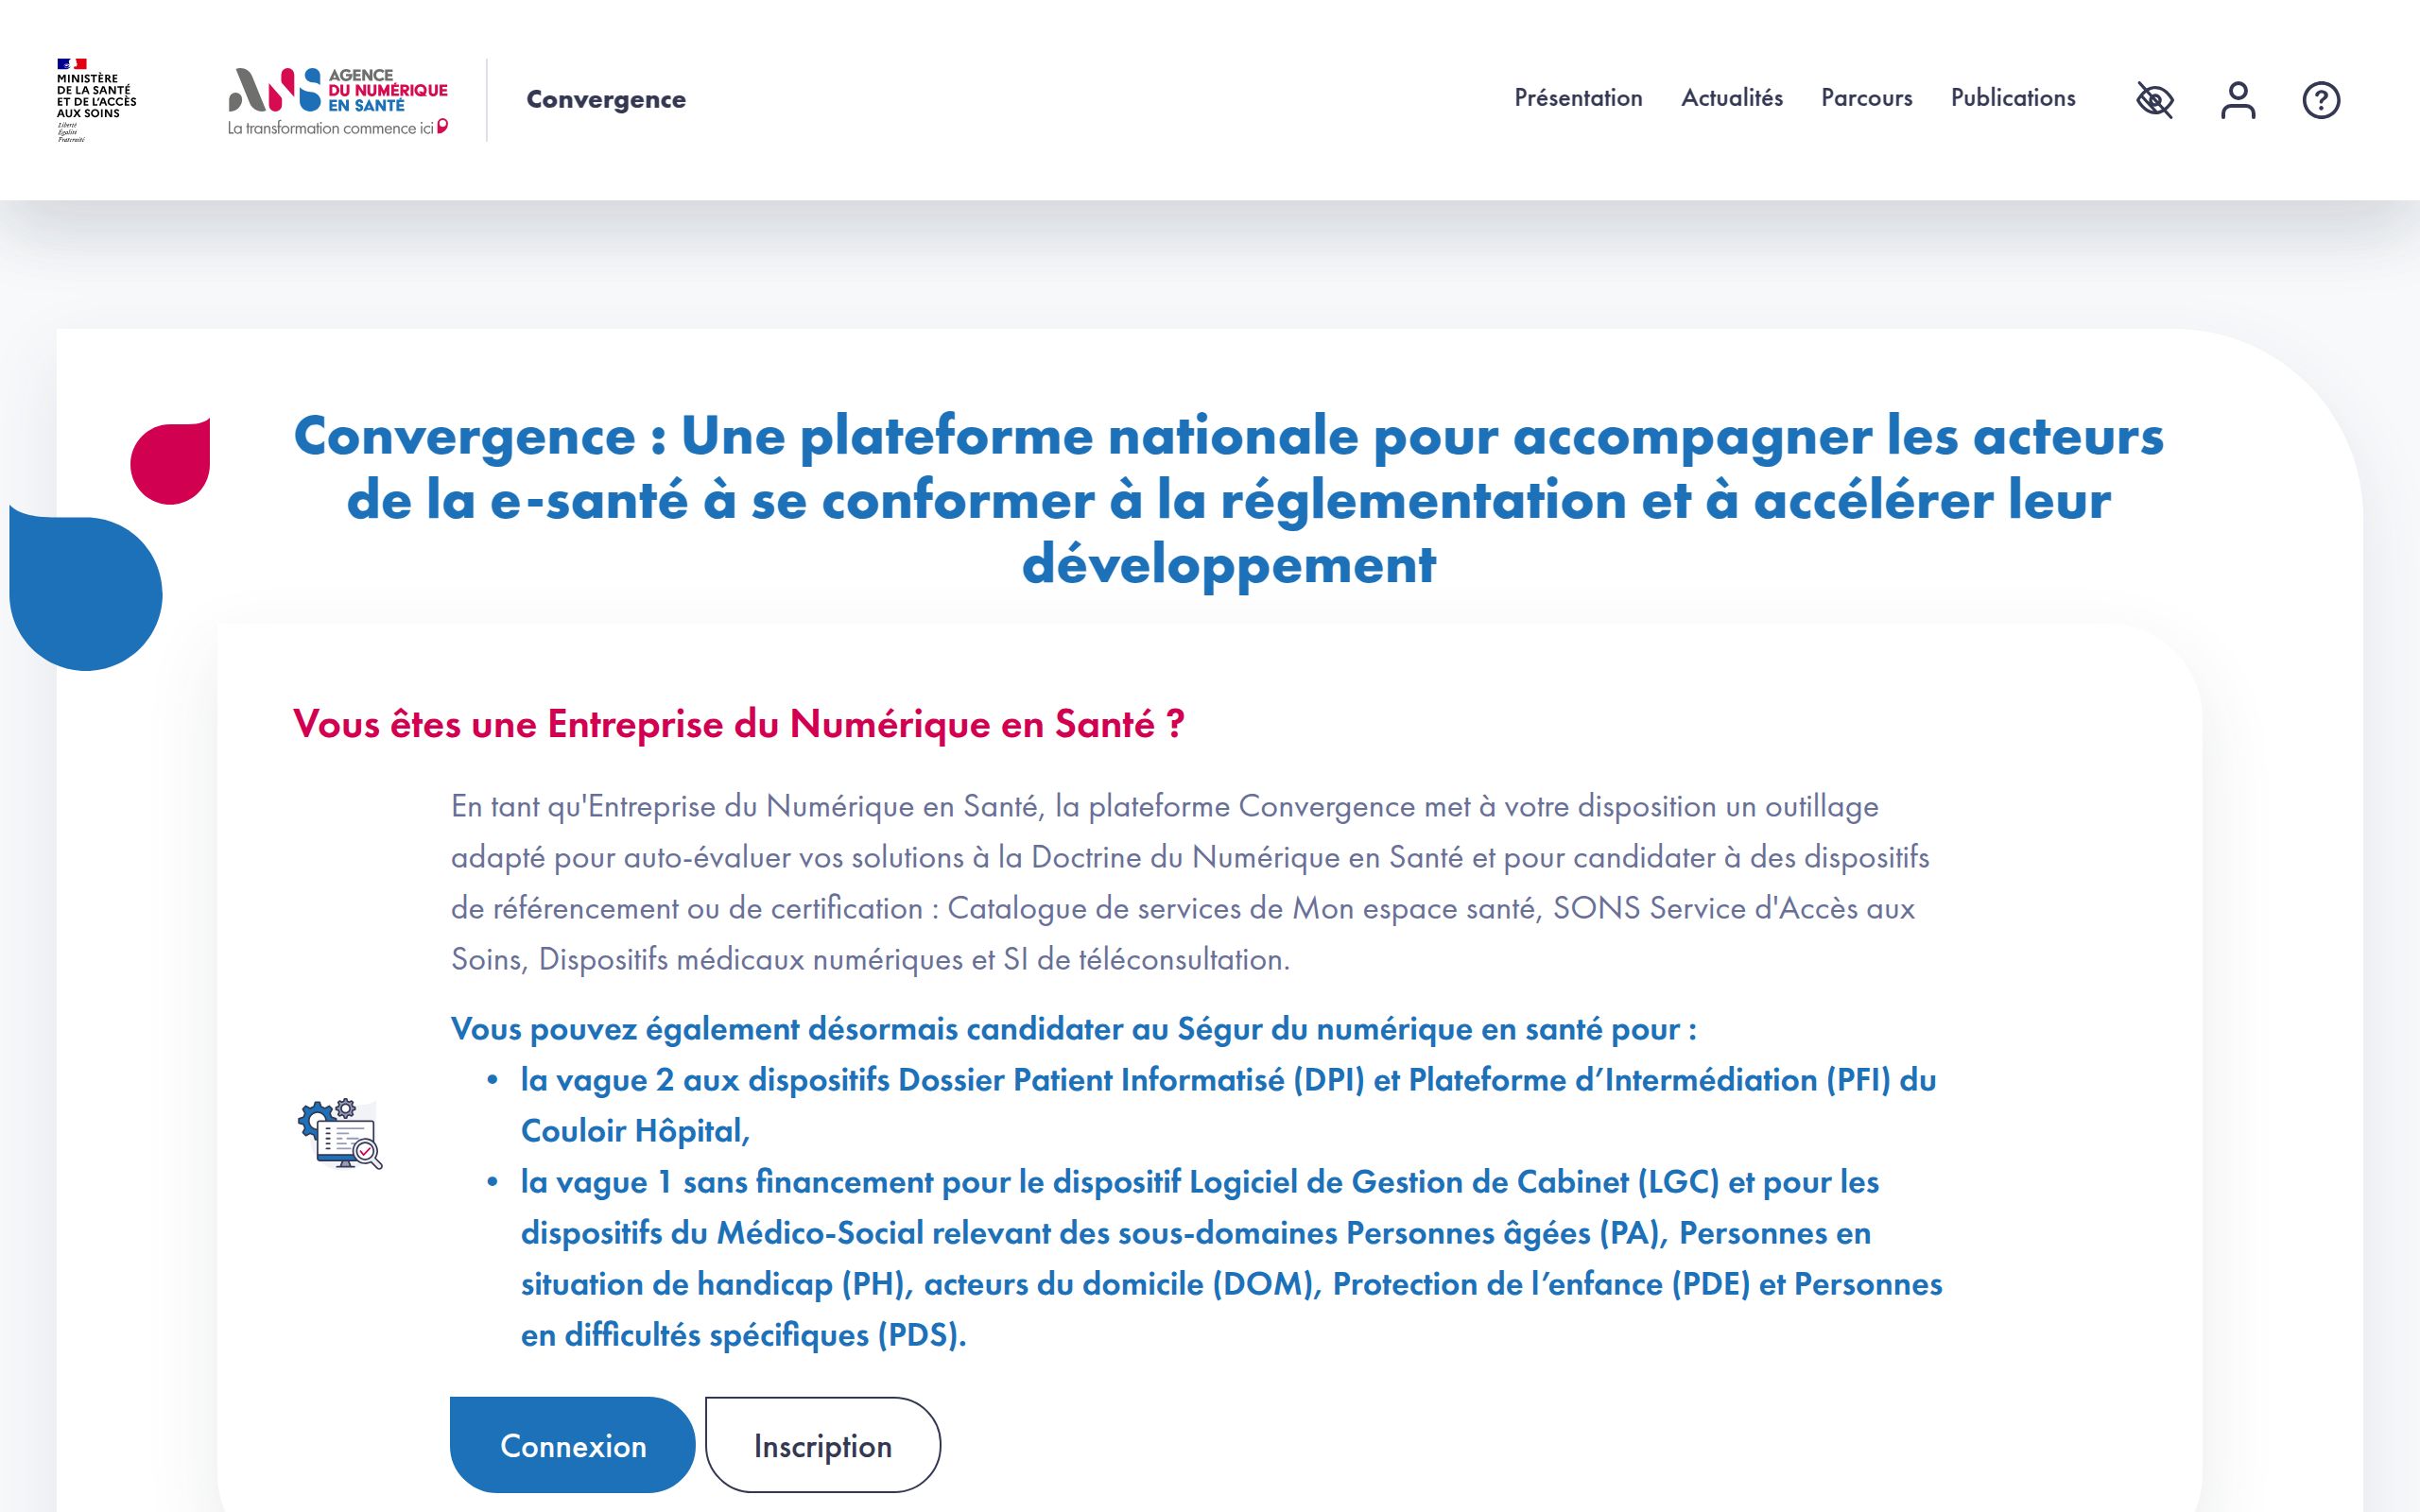 MINISTÈRE
DE LA SANTÉ
ET DE L'ACCÈS
AUX SOINS
Liberté
Égalité
Fraternité
ANS
AGENCE
DU NUMÉRIQUE
EN SANTÉ
La transformation commence ici
Convergence
Présentation
Actualités
Parcours
Publications
Convergence : Une plateforme nationale pour accompagner les acteurs
de la e-santé à se conformer à la réglementation et à accélérer leur
développement
Vous êtes une Entreprise du Numérique en Santé ?
En tant qu'Entreprise du Numérique en Santé, la plateforme Convergence met à votre disposition un outillage
adapté pour auto-évaluer vos solutions à la Doctrine du Numérique en Santé et pour candidater à des dispositifs
de référencement ou de certification : Catalogue de services de Mon espace santé, SONS Service d'Accès aux
Soins, Dispositifs médicaux numériques et SI de téléconsultation.
Vous pouvez également désormais candidater au Ségur du numérique en santé pour :
• la vague 2 aux dispositifs Dossier Patient Informatisé (DPI) et Plateforme d’Intermédiation (PFI) du
Couloir Hôpital,
• la vague 1 sans financement pour le dispositif Logiciel de Gestion de Cabinet (LGC) et pour les
dispositifs du Médico-Social relevant des sous-domaines Personnes âgées (PA), Personnes en
situation de handicap (PH), acteurs du domicile (DOM), Protection de l’enfance (PDE) et Personnes
en difficultés spécifiques (PDS).
Connexion
Inscription